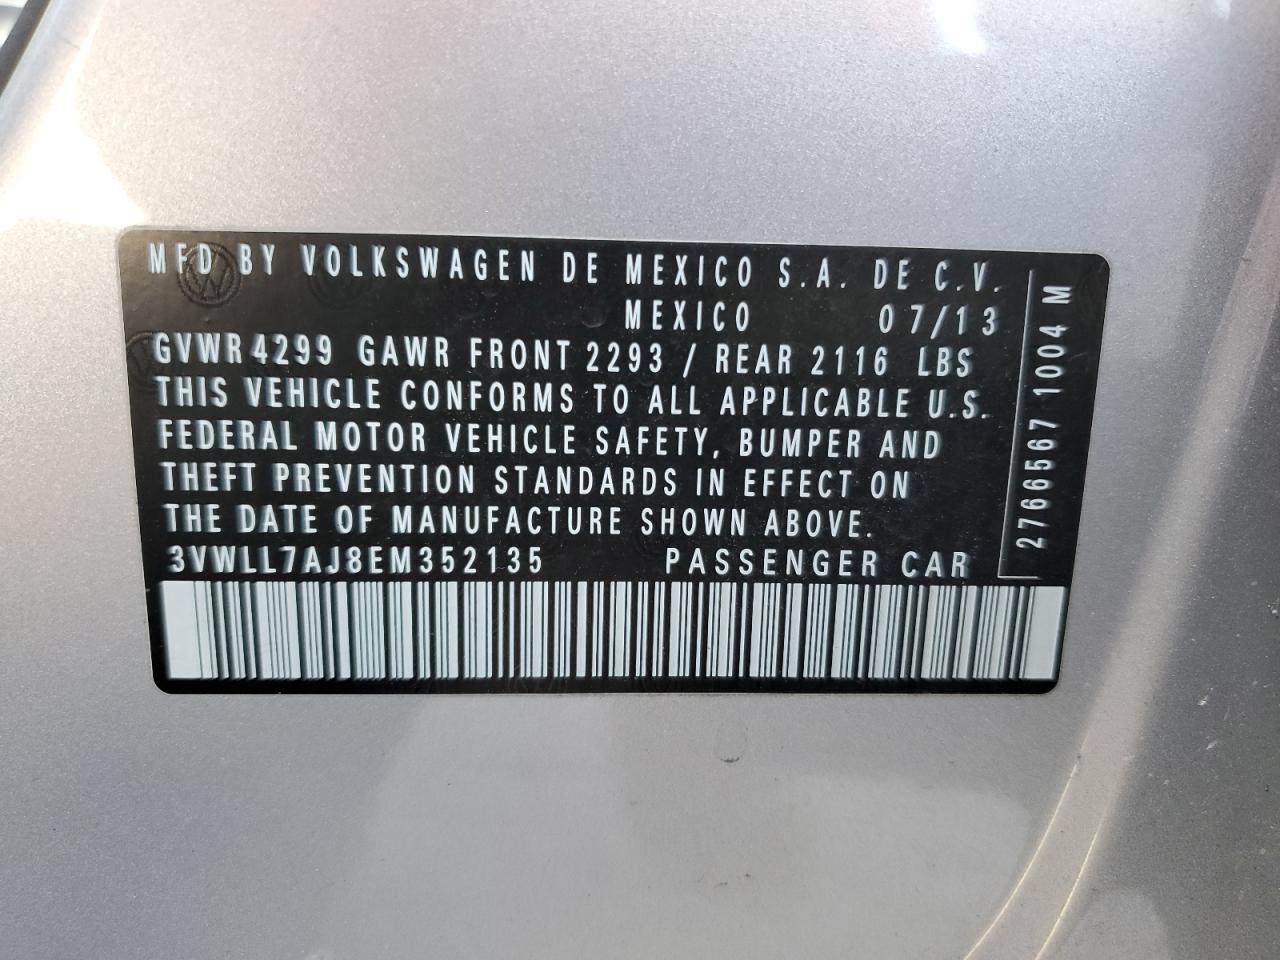 MFD BY VOLKSWAGEN DE MEXICO S.A. DE C.V.
MEXICO 07/13
GVWR 4299 GAWR FRONT 2293 / REAR 2116 LBS
THIS VEHICLE CONFORMS TO ALL APPLICABLE U.S.
FEDERAL MOTOR VEHICLE SAFETY, BUMPER AND
THEFT PREVENTION STANDARDS IN EFFECT ON
THE DATE OF MANUFACTURE SHOWN ABOVE.
3VWLL7AJ8EM352135 PASSENGER CAR
2766567 1004 M